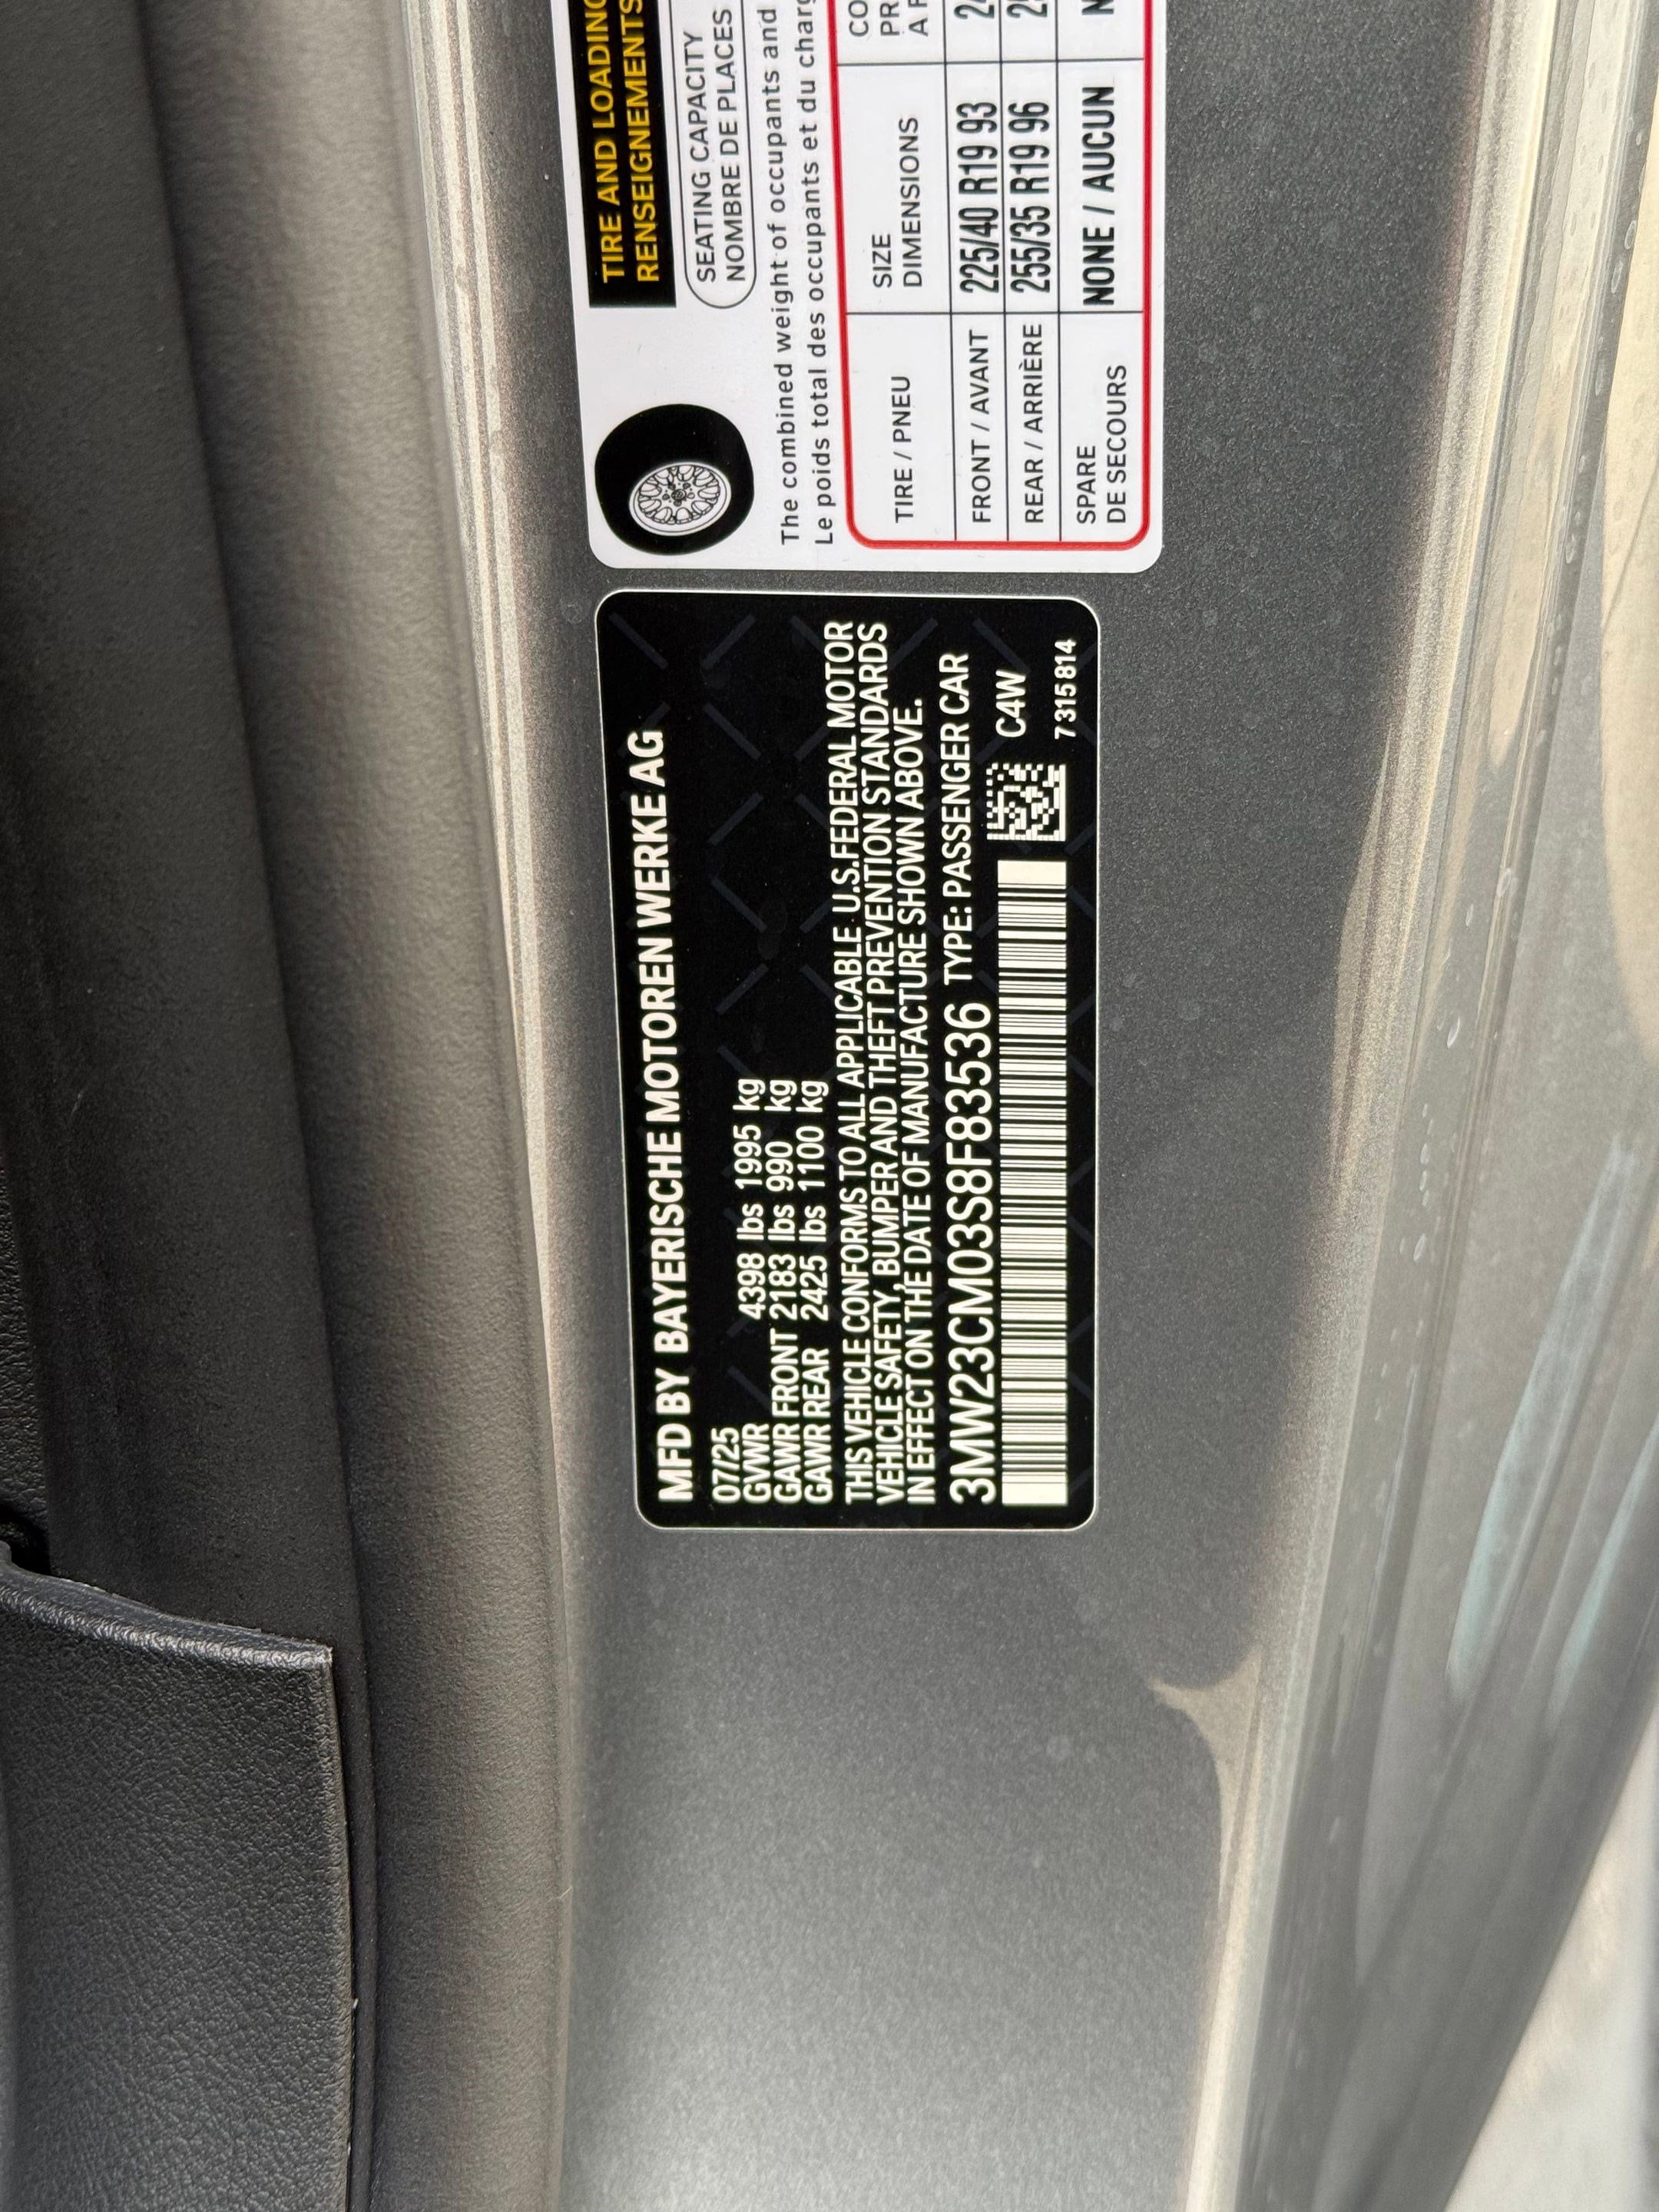 MFD BY BAYERISCHE MOTOREN WERKE AG
07/25
GVWR 4398 lbs 1995 kg
GAWR FRONT 2183 lbs 990 kg
GAWR REAR 2425 lbs 1100 kg
THIS VEHICLE CONFORMS TO ALL APPLICABLE U.S. FEDERAL MOTOR
VEHICLE SAFETY, BUMPER AND THEFT PREVENTION STANDARDS
IN EFFECT ON THE DATE OF MANUFACTURE SHOWN ABOVE.
3MW23CM03S8F83536 TYPE: PASSENGER CAR
C4W
7315814
TIRE AND LOADING
RENSEIGNEMENTS
SEATING CAPACITY
NOMBRE DE PLACES
The combined weight of occupants and
Le poids total des occupants et du
TIRE / PNEU SIZE
DIMENSIONS
FRONT / AVANT 225/40 R19 93
REAR / ARRIÈRE 255/35 R19 96
SPARE
DE SECOURS NONE / AUCUN